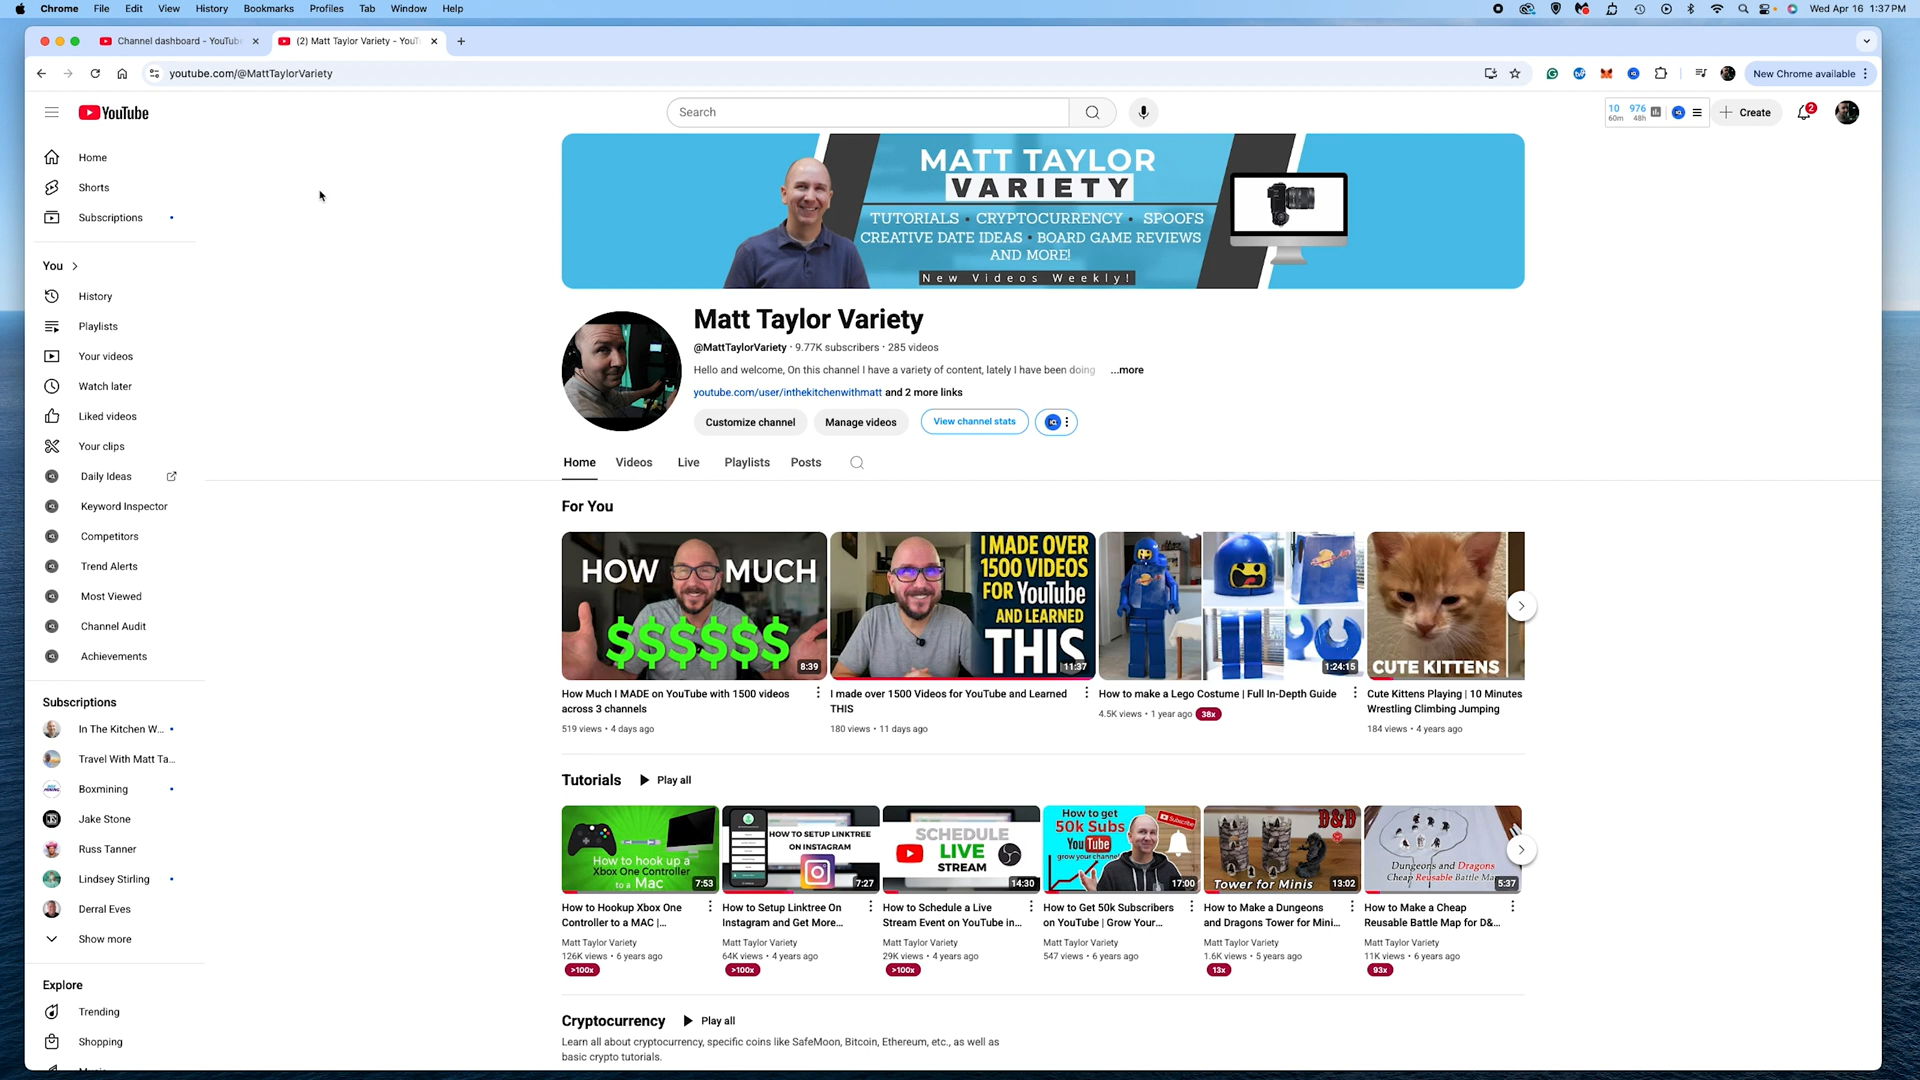 Chrome File Edit View History Bookmarks Profiles Tab Window Help
Wed Apr 16 1:37 PM
Channel dashboard - YouTube
(2) Matt Taylor Variety - YouT
youtube.com/@MattTaylorVariety
New Chrome available
YouTube
Search
10 976
60m 48h
Create
2
Home
Shorts
Subscriptions
You
History
Playlists
Your videos
Watch later
Liked videos
Your clips
Daily Ideas
Keyword Inspector
Competitors
Trend Alerts
Most Viewed
Channel Audit
Achievements
Subscriptions
In The Kitchen W...
Travel With Matt Ta...
Boxmining
Jake Stone
Russ Tanner
Lindsey Stirling
Derral Eves
Show more
Explore
Trending
Shopping
MATT TAYLOR
VARIETY
TUTORIALS • CRYPTOCURRENCY • SPOOFS
CREATIVE DATE IDEAS • BOARD GAME REVIEWS
AND MORE!
New Videos Weekly!
Matt Taylor Variety
@MattTaylorVariety · 9.77K subscribers · 285 videos
Hello and welcome, On this channel I have a variety of content, lately I have been doing ...more
youtube.com/user/inthekitchenwithmatt and 2 more links
Customize channel
Manage videos
View channel stats
Home Videos Live Playlists Posts
For You
HOW MUCH
$$$$$$
8:39
How Much I MADE on YouTube with 1500 videos
across 3 channels
519 views • 4 days ago
I MADE OVER
1500 VIDEOS
FOR YouTube
AND LEARNED
THIS
11:37
I made over 1500 Videos for YouTube and Learned
THIS
180 views • 11 days ago
1:24:15
How to make a Lego Costume | Full In-Depth Guide
4.5K views • 1 year ago 38x
CUTE KITTENS
Cute Kittens Playing | 10 Minutes
Wrestling Climbing Jumping
184 views • 4 years ago
Tutorials Play all
How to hook up a
Xbox One Controller
to a Mac
7:53
How to Hookup Xbox One
Controller to a MAC |...
Matt Taylor Variety
126K views • 6 years ago
>100x
HOW TO SETUP LINKTREE
ON INSTAGRAM
7:27
How to Setup Linktree On
Instagram and Get More...
Matt Taylor Variety
64K views • 4 years ago
>100x
SCHEDULE
LIVE
STREAM
14:30
How to Schedule a Live
Stream Event on YouTube in...
Matt Taylor Variety
29K views • 4 years ago
>100x
How to get
50k Subs
YouTube
grow your channel
Subscribe
17:00
How to Get 50k Subscribers
on YouTube | Grow Your...
Matt Taylor Variety
547 views • 6 years ago
D&D
Tower for Minis
13:02
How to Make a Dungeons
and Dragons Tower for Mini...
Matt Taylor Variety
1.6K views • 5 years ago
13x
Dungeons and Dragons
Cheap Reusable Battle Ma
5:37
How to Make a Cheap
Reusable Battle Map for D&...
Matt Taylor Variety
11K views • 6 years ago
93x
Cryptocurrency Play all
Learn all about cryptocurrency, specific coins like SafeMoon, Bitcoin, Ethereum, etc., as well as
basic crypto tutorials.